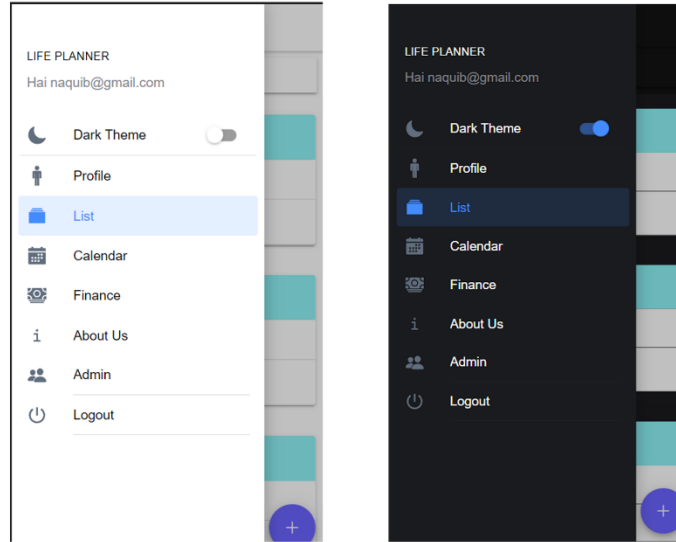 LIFE PLANNER
Hai naquib@gmail.com
Dark Theme
Profile
List
Calendar
Finance
About Us
Admin
Logout
LIFE PLANNER
Hai naquib@gmail.com
Dark Theme
Profile
List
Calendar
Finance
About Us
Admin
Logout